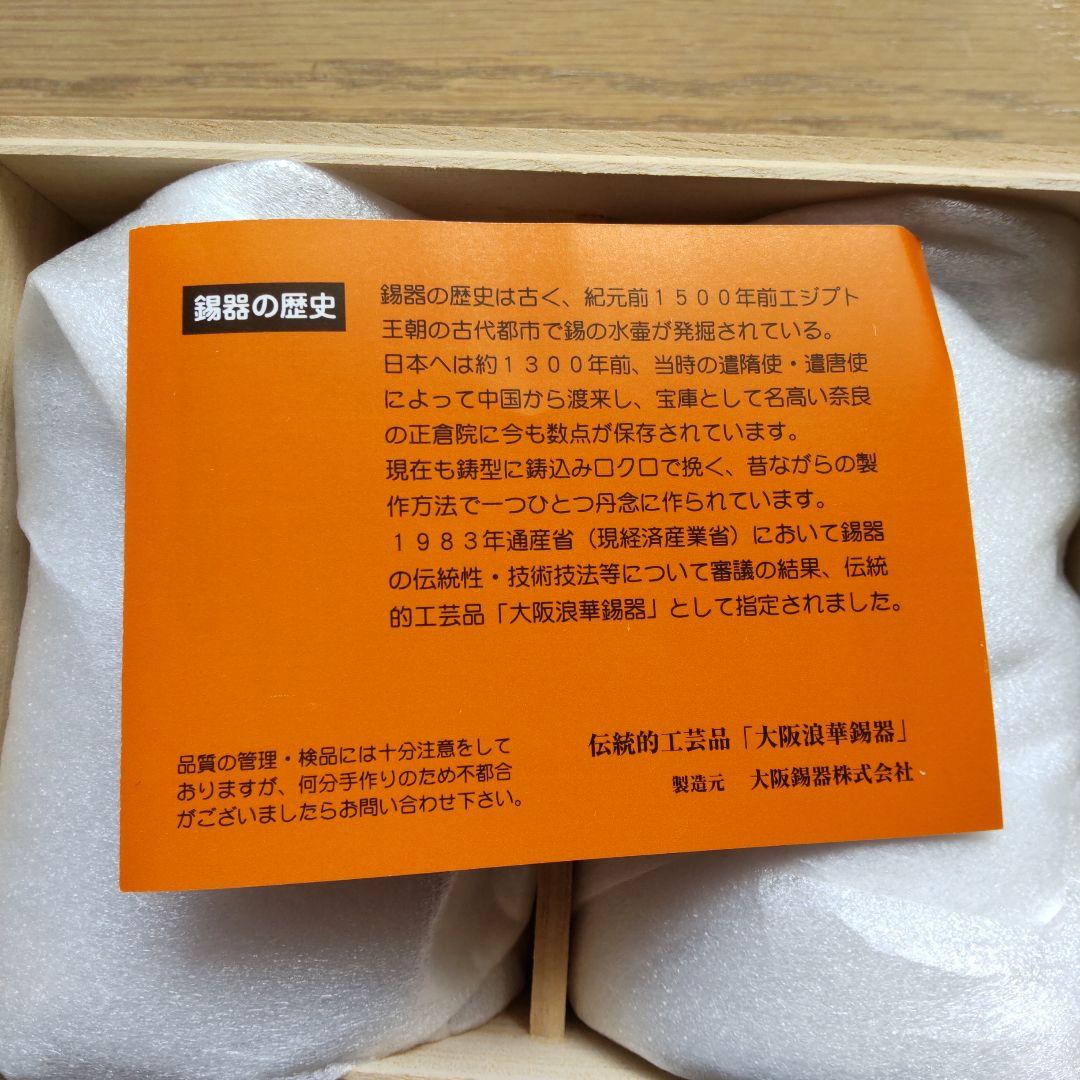 錫器の歴史
錫器の歴史は古く、紀元前１５００年前エジプト
王朝の古代都市で錫の水壷が発掘されている。
日本へは約１３００年前、当時の遣隋使・遣唐使
によって中国から渡来し、宝庫として名高い奈良
の正倉院に今も数点が保存されています。
現在も鋳型に鋳込みロクロで挽く、昔ながらの製
作方法で一つひとつ丹念に作られています。
１９８３年通産省（現経済産業省）において錫器
の伝統性・技術技法等について審議の結果、伝統
的工芸品「大阪浪華錫器」として指定されました。
品質の管理・検品には十分注意をして
おりますが、何分手作りのため不都合
がございましたらお問い合わせ下さい。
伝統的工芸品「大阪浪華錫器」
製造元　大阪錫器株式会社